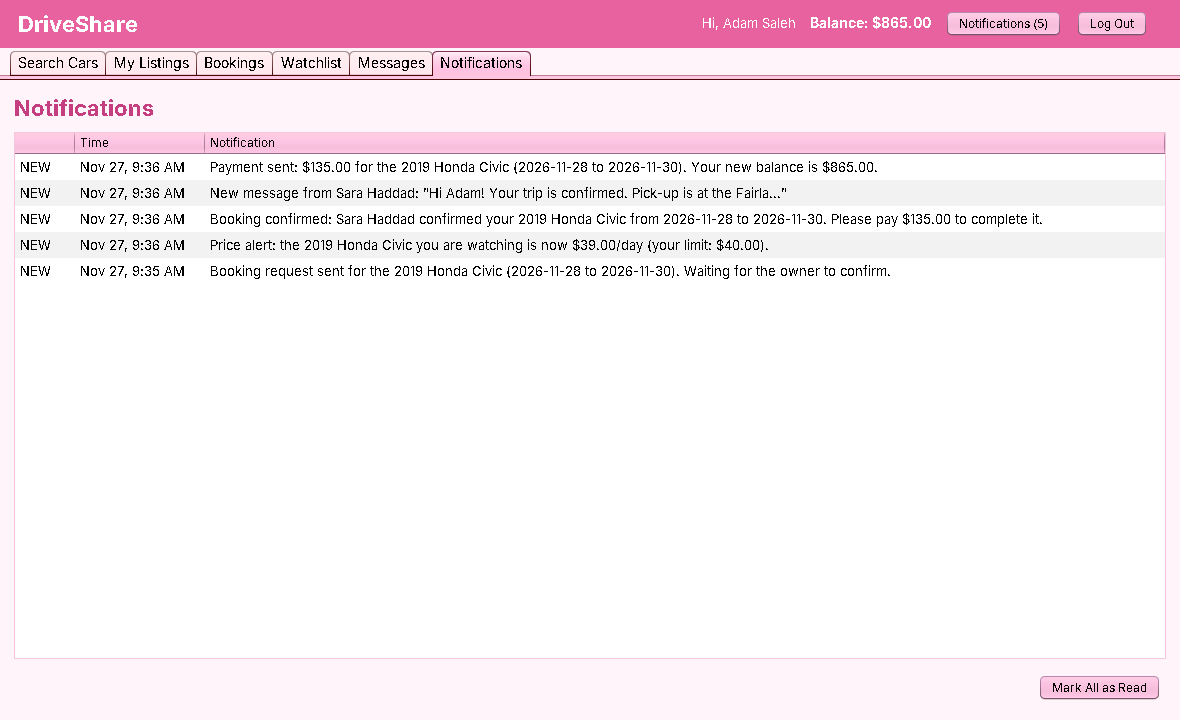 DriveShare
Hi, Adam Saleh Balance: $865.00 Notifications (5) Log Out
Search Cars My Listings Bookings Watchlist Messages Notifications
Notifications
Time Notification
NEW Nov 27, 9:36 AM Payment sent: $135.00 for the 2019 Honda Civic (2026-11-28 to 2026-11-30). Your new balance is $865.00.
NEW Nov 27, 9:36 AM New message from Sara Haddad: "Hi Adam! Your trip is confirmed. Pick-up is at the Fairla..."
NEW Nov 27, 9:36 AM Booking confirmed: Sara Haddad confirmed your 2019 Honda Civic from 2026-11-28 to 2026-11-30. Please pay $135.00 to complete it.
NEW Nov 27, 9:36 AM Price alert: the 2019 Honda Civic you are watching is now $39.00/day (your limit: $40.00).
NEW Nov 27, 9:35 AM Booking request sent for the 2019 Honda Civic (2026-11-28 to 2026-11-30). Waiting for the owner to confirm.
Mark All as Read